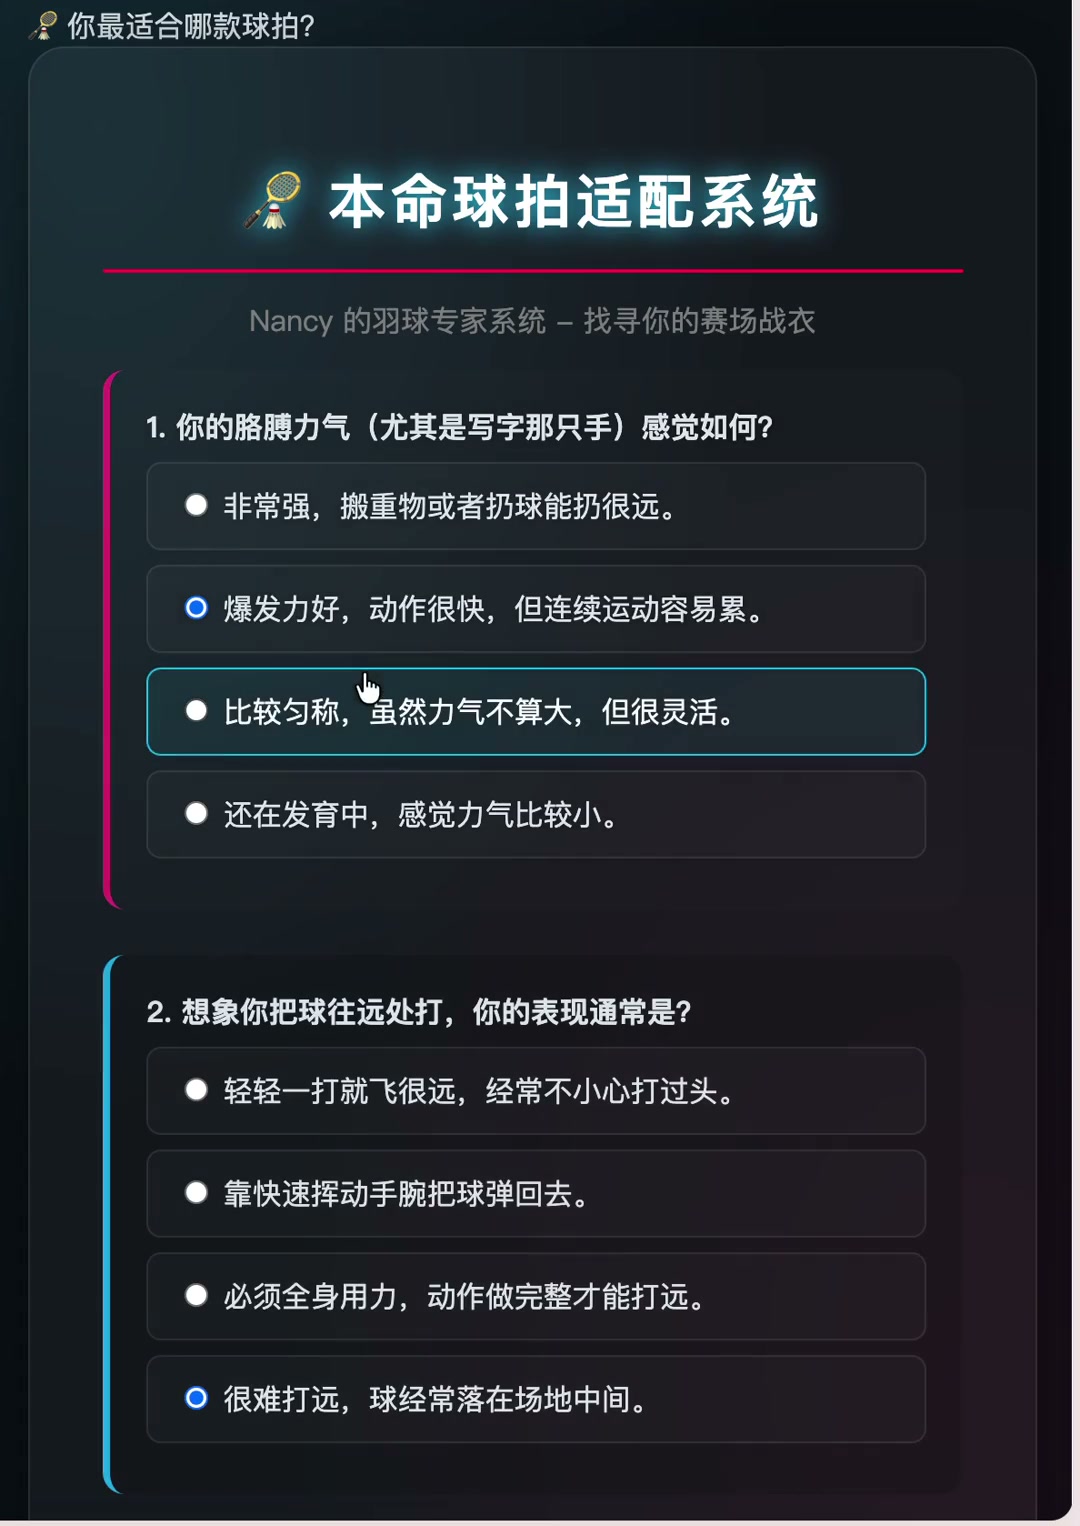 你最适合哪款球拍?
本命球拍适配系统
Nancy 的羽球专家系统 – 找寻你的赛场战衣
1. 你的胳膊力气（尤其是写字那只手）感觉如何?
非常强，搬重物或者扔球能扔很远。
爆发力好，动作很快，但连续运动容易累。
比较匀称，虽然力气不算大，但很灵活。
还在发育中，感觉力气比较小。
2. 想象你把球往远处打，你的表现通常是?
轻轻一打就飞很远，经常不小心打过头。
靠快速挥动手腕把球弹回去。
必须全身用力，动作做完整才能打远。
很难打远，球经常落在场地中间。